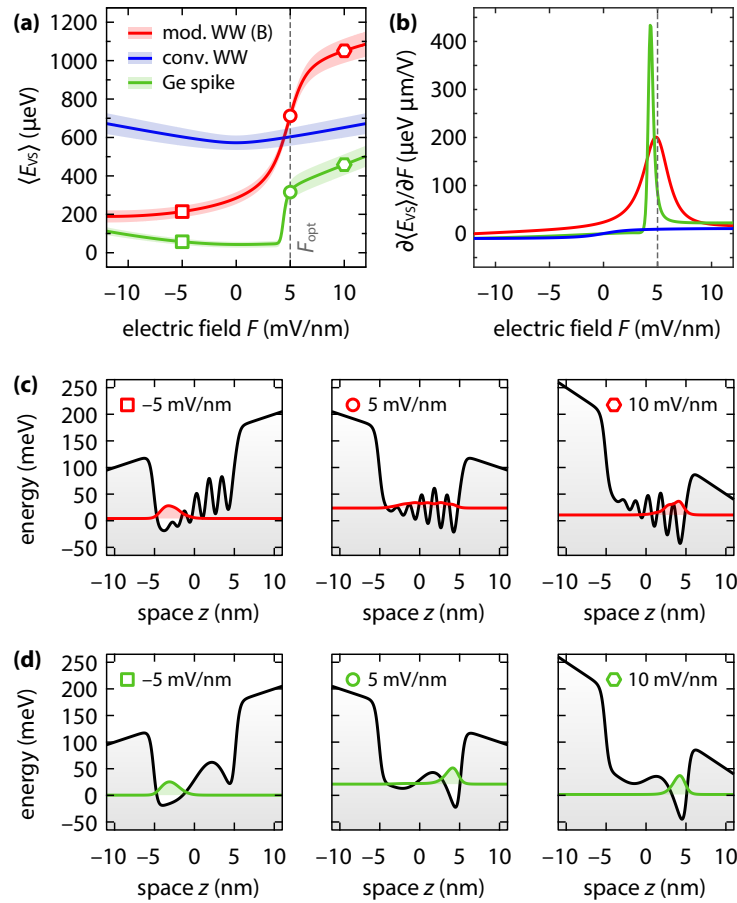 (a)
mod. WW (B)
conv. WW
Ge spike
⟨E_VS⟩ (µeV)
1200
1000
800
600
400
200
0
F_opt
−10 −5 0 5 10
electric field F (mV/nm)
(b)
∂⟨E_VS⟩/∂F (µeV µm/V)
400
300
200
100
0
−10 −5 0 5 10
electric field F (mV/nm)
(c)
energy (meV)
250
200
150
100
50
0
−50
−5 mV/nm
5 mV/nm
10 mV/nm
−10 −5 0 5 10
−10 −5 0 5 10
−10 −5 0 5 10
space z (nm)
space z (nm)
space z (nm)
(d)
energy (meV)
250
200
150
100
50
0
−50
−5 mV/nm
5 mV/nm
10 mV/nm
−10 −5 0 5 10
−10 −5 0 5 10
−10 −5 0 5 10
space z (nm)
space z (nm)
space z (nm)